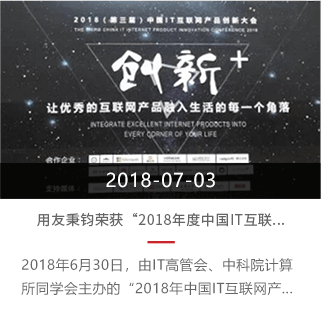 2018（第三届）中国IT互联网产品创新大会
THE THIRD CHINA IT INTERNET PRODUCT INNOVATION CONFERENCE 2018
创新+
让优秀的互联网产品融入生活的每一个角落
INTEGRATE EXCELLENT INTERNET PRODUCTS INTO
EVERY CORNER OF YOUR LIFE
合作企业：
支持媒体：
2018-07-03
用友秉钧荣获“2018年度中国IT互联...
2018年6月30日，由IT高管会、中科院计算
所同学会主办的“2018年中国IT互联网产...